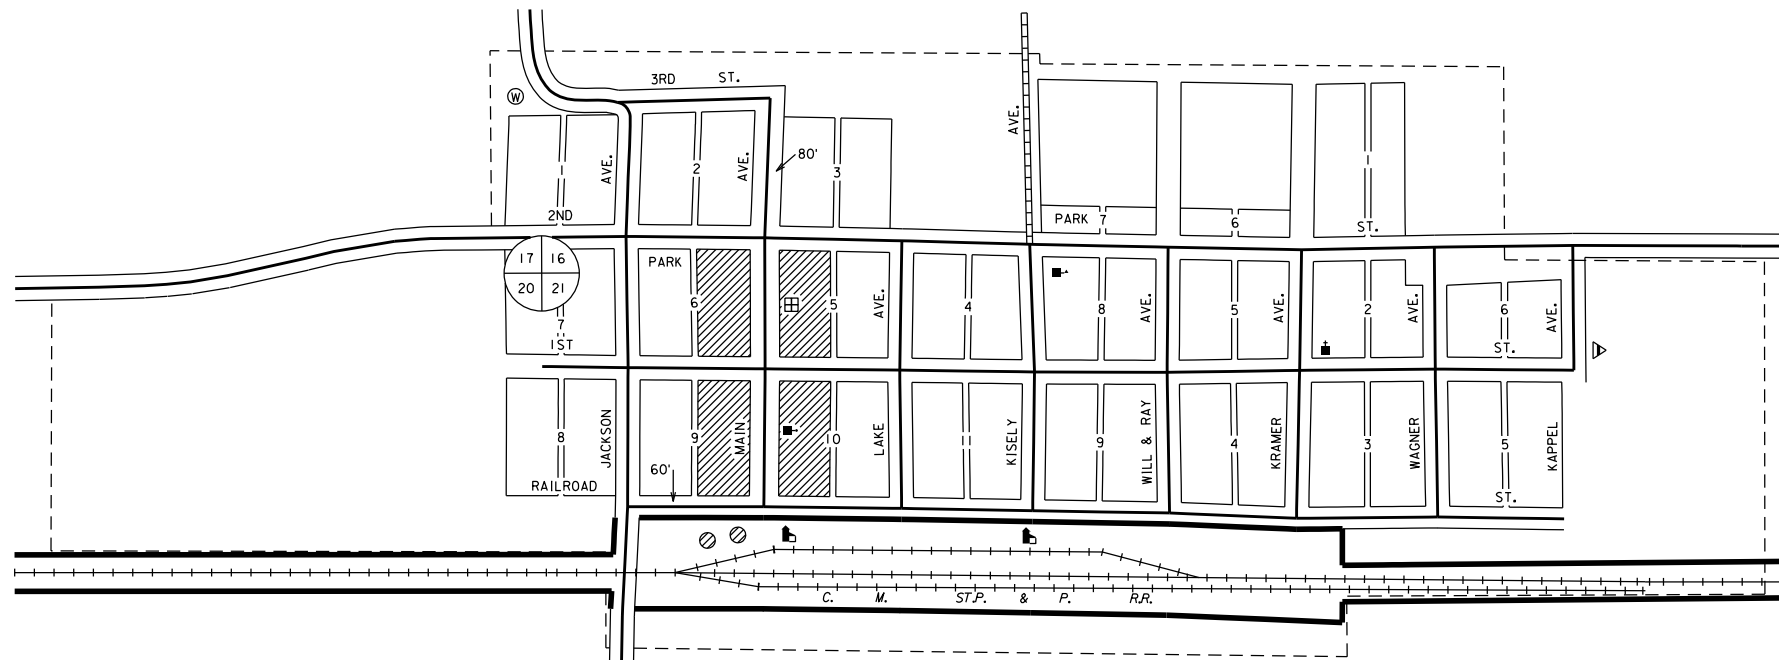 3RD ST.
W
AVE.
AVE.
80'
AVE.
1
2
3
1
2ND
PARK 7
6
ST.
17 16
20 21
PARK
6
5
AVE.
4
8
AVE.
5
AVE.
2
AVE.
6
AVE.
7
1ST
ST.
8
JACKSON
9
MAIN
10
LAKE
11
KISELY
9
WILL & RAY
4
KRAMER
3
WAGNER
5
KAPPEL
60'
RAILROAD
ST.
C. M. ST.P. & P. R.R.